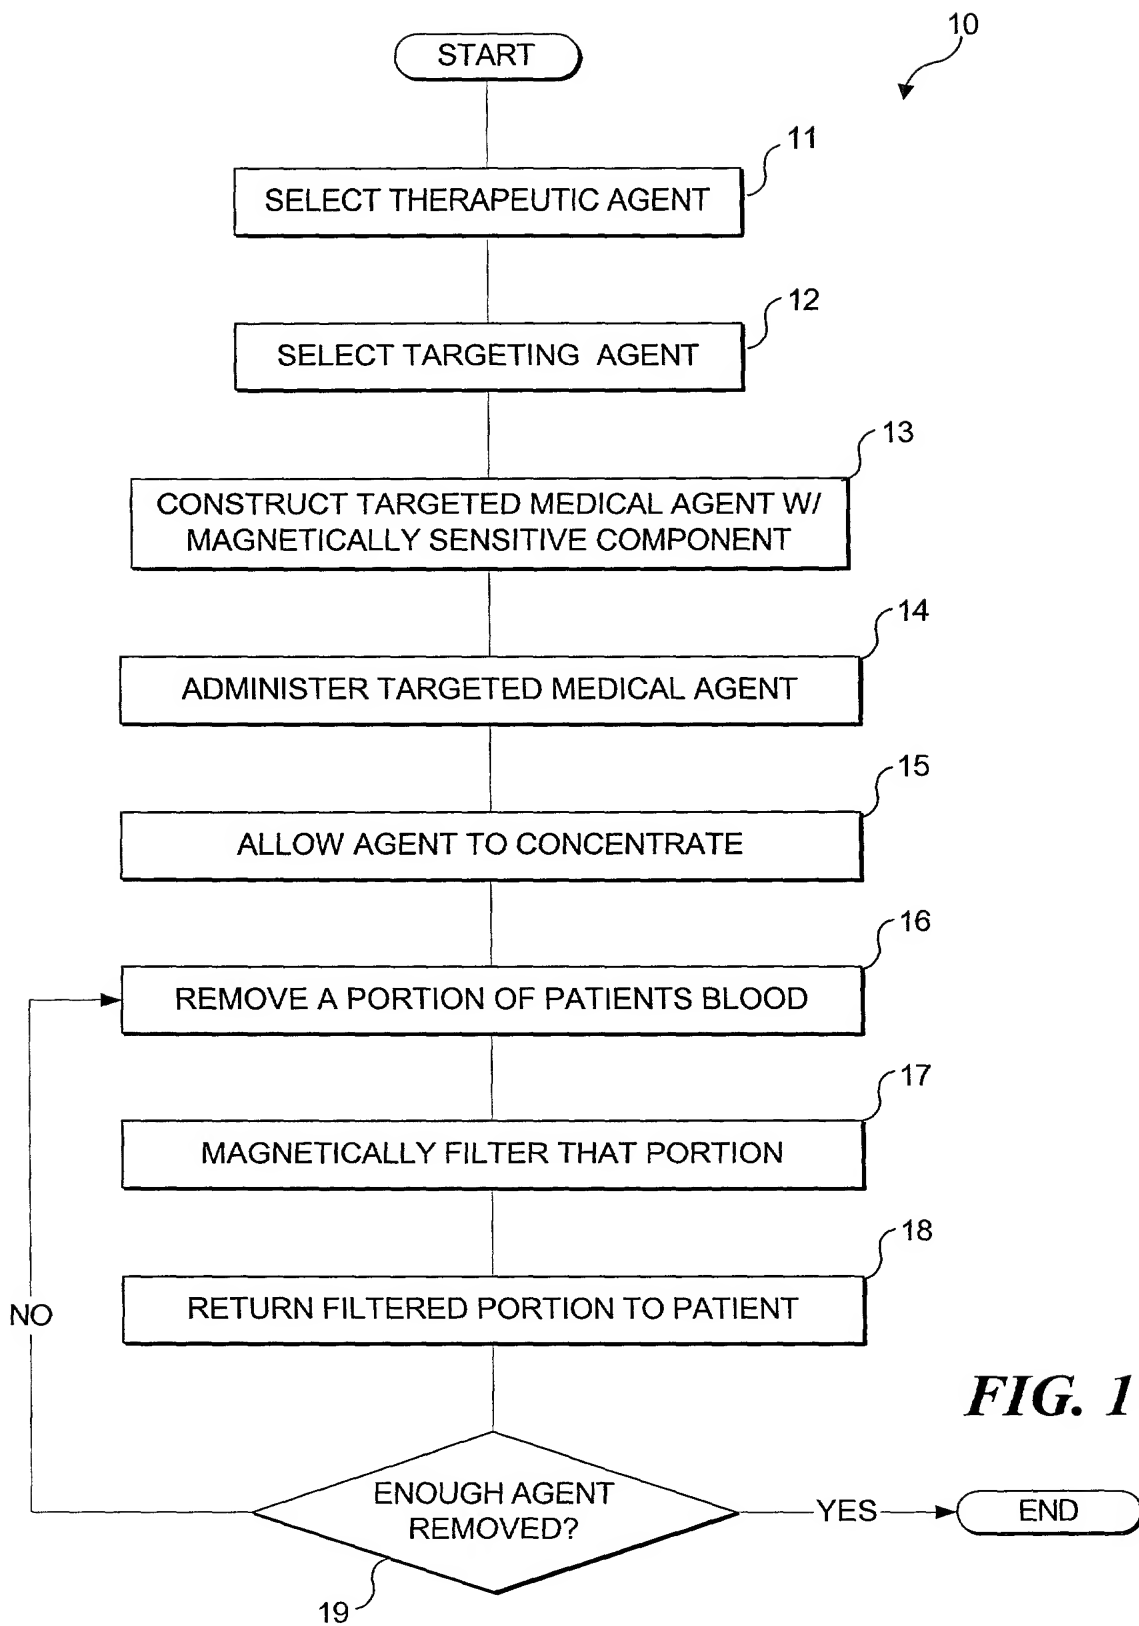 10
START
11
SELECT THERAPEUTIC AGENT
12
SELECT TARGETING AGENT
13
CONSTRUCT TARGETED MEDICAL AGENT W/
MAGNETICALLY SENSITIVE COMPONENT
14
ADMINISTER TARGETED MEDICAL AGENT
15
ALLOW AGENT TO CONCENTRATE
16
REMOVE A PORTION OF PATIENTS BLOOD
17
MAGNETICALLY FILTER THAT PORTION
18
RETURN FILTERED PORTION TO PATIENT
NO
FIG. 1
ENOUGH AGENT
REMOVED?
YES
END
19